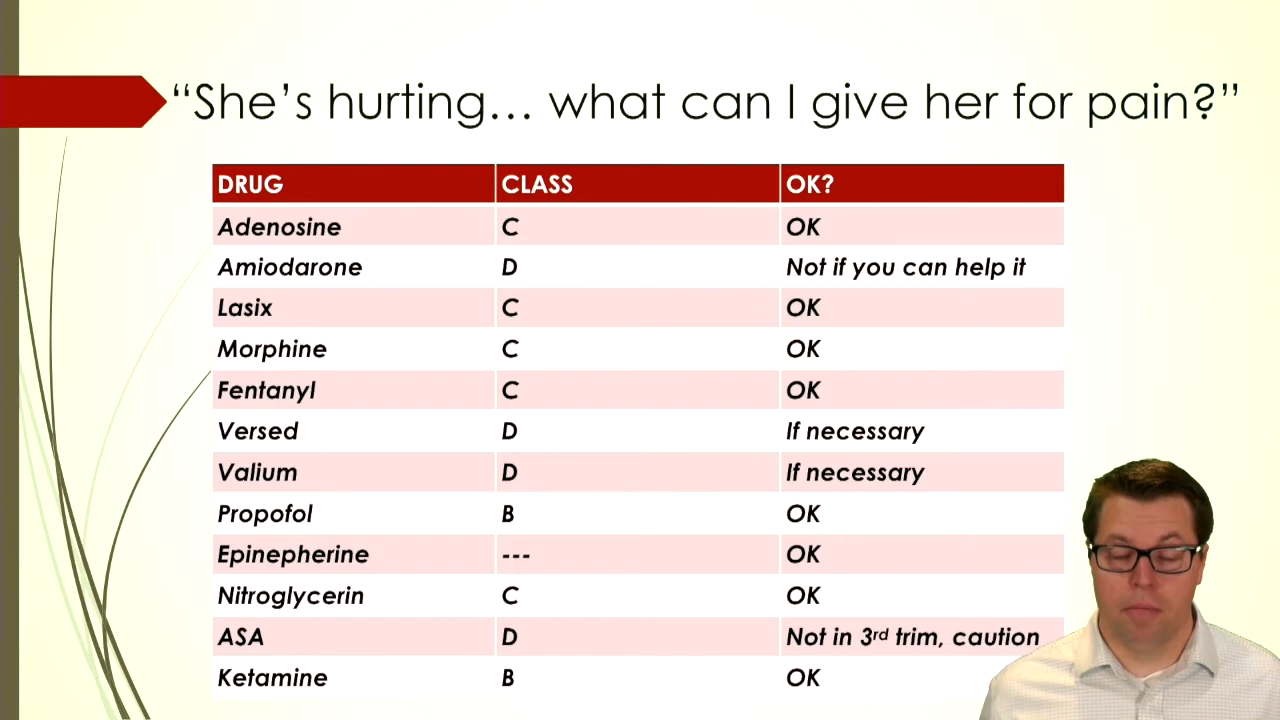 “She’s hurting… what can I give her for pain?”
DRUG CLASS OK?
Adenosine C OK
Amiodarone D Not if you can help it
Lasix C OK
Morphine C OK
Fentanyl C OK
Versed D If necessary
Valium D If necessary
Propofol B OK
Epinepherine --- OK
Nitroglycerin C OK
ASA D Not in 3rd trim, caution
Ketamine B OK